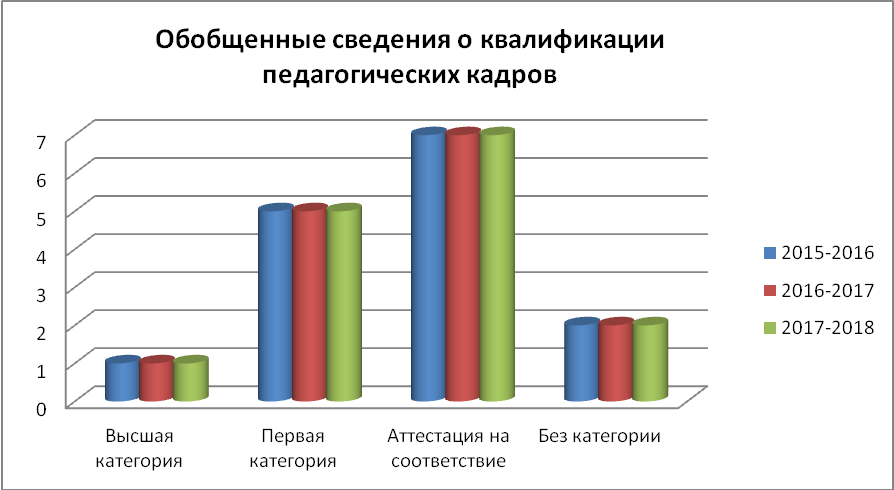 Обобщенные сведения о квалификации
педагогических кадров
7
6
5
4
3
2
1
0
Высшая
категория
Первая
категория
Аттестация на
соответствие
Без категории
2015-2016
2016-2017
2017-2018